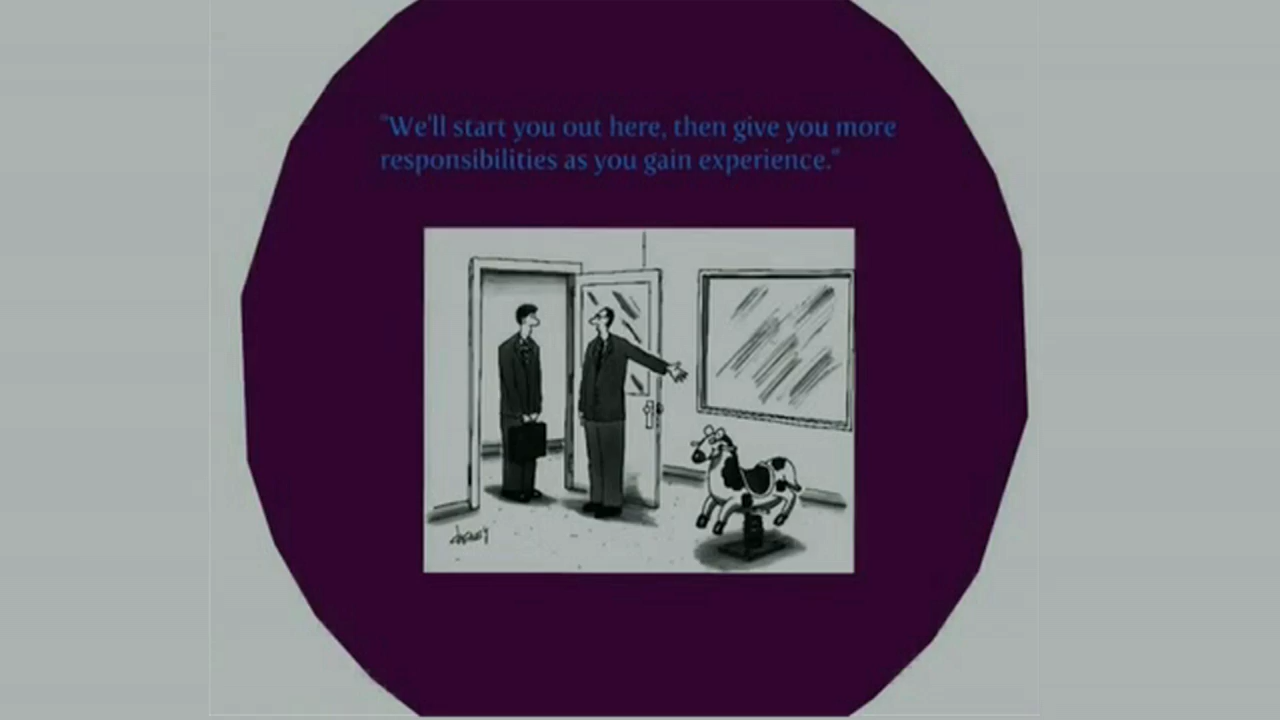 "We'll start you out here, then give you more
responsibilities as you gain experience."